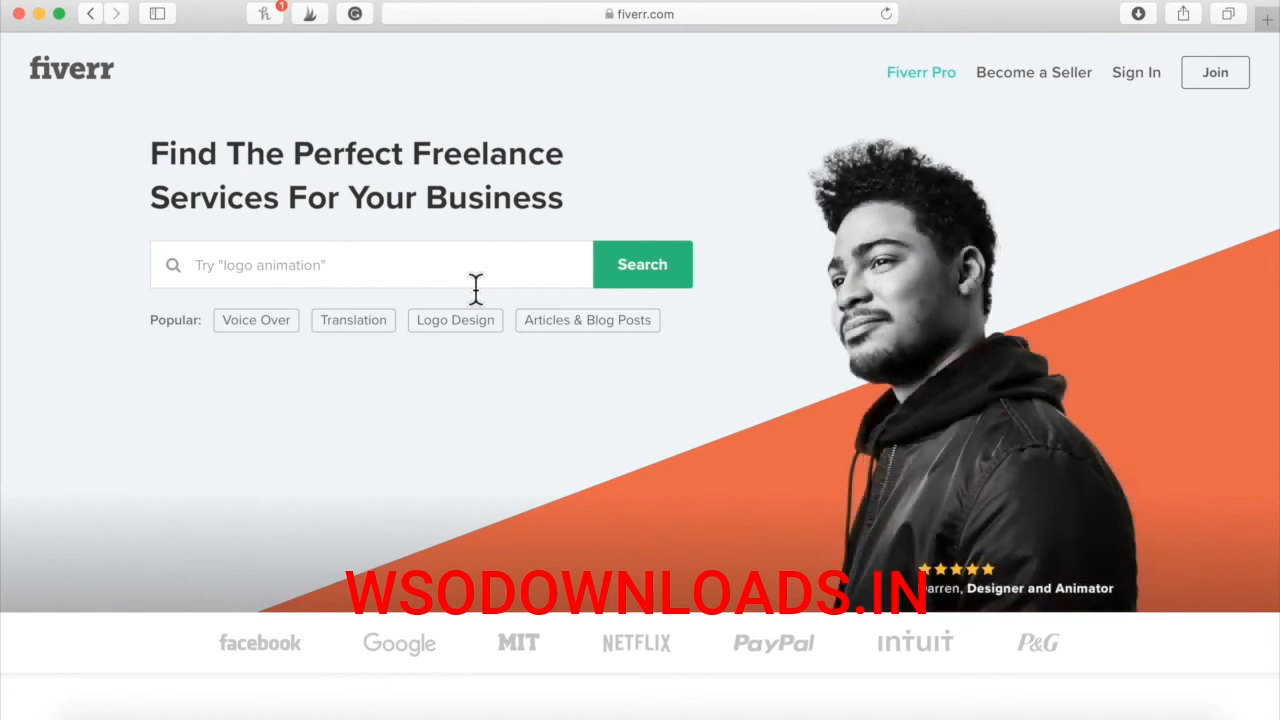 1
fiverr.com
fiverr
Fiverr Pro
Become a Seller
Sign In
Join
Find The Perfect Freelance
Services For Your Business
Try "logo animation"
Search
Popular:
Voice Over
Translation
Logo Design
Articles & Blog Posts
arren, Designer and Animator
WSODOWNLOADS.IN
facebook
Google
MIT
NETFLIX
PayPal
intuit
P&G